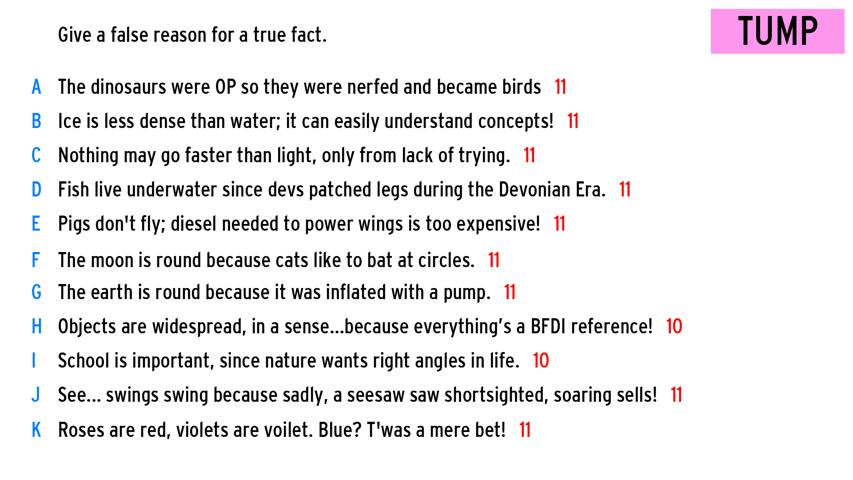 Give a false reason for a true fact.
TUMP
A The dinosaurs were OP so they were nerfed and became birds 11
B Ice is less dense than water; it can easily understand concepts! 11
C Nothing may go faster than light, only from lack of trying. 11
D Fish live underwater since devs patched legs during the Devonian Era. 11
E Pigs don't fly; diesel needed to power wings is too expensive! 11
F The moon is round because cats like to bat at circles. 11
G The earth is round because it was inflated with a pump. 11
H Objects are widespread, in a sense...because everything's a BFDI reference! 10
I School is important, since nature wants right angles in life. 10
J See... swings swing because sadly, a seesaw saw shortsighted, soaring sells! 11
K Roses are red, violets are voilet. Blue? T'was a mere bet! 11